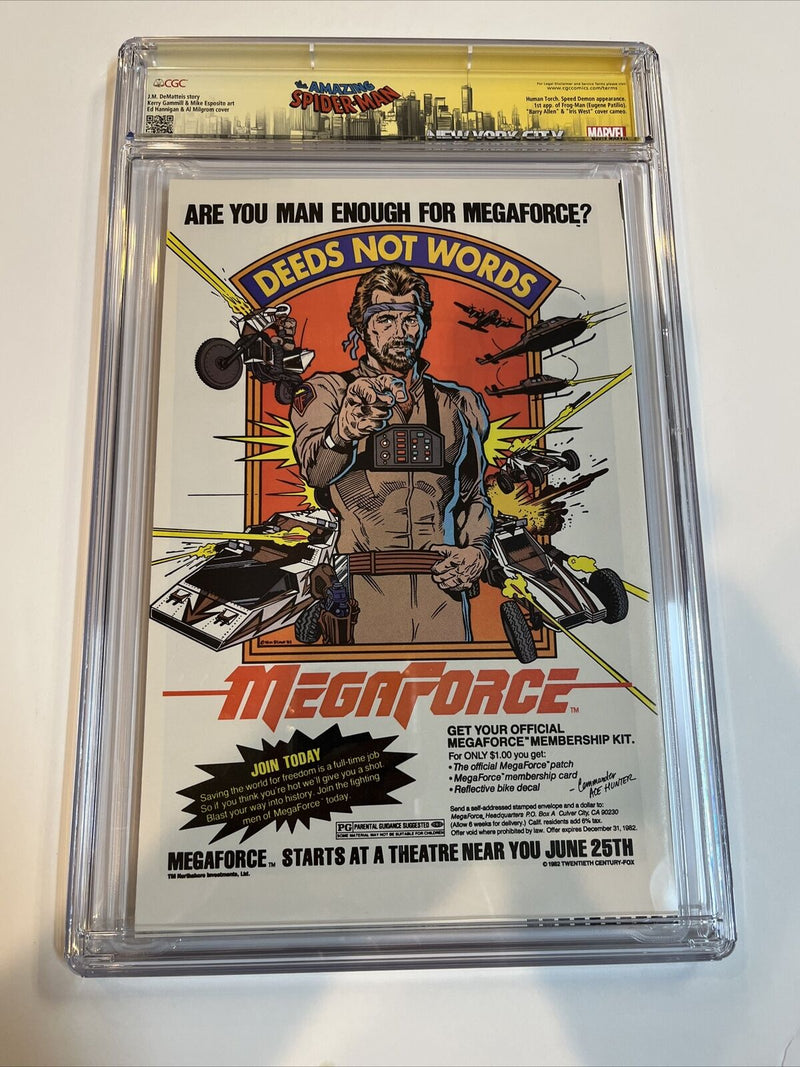 CGC
J.M. DeMatteis story
Kerry Gammill & Mike Esposito art
Ed Hannigan & Al Milgrom cover
the AMAZING
SPIDER-MAN
NEW YORK CITY
For Legal Disclaimer and Service Terms please visit
www.cgccomics.com/terms
Human Torch, Speed Demon appearance.
1st app. of Frog-Man (Eugene Patilio).
"Barry Allen" & "Iris West" cover cameo.
MARVEL
ARE YOU MAN ENOUGH FOR MEGAFORCE?
DEEDS NOT WORDS
MEGAFORCE™
JOIN TODAY
Saving the world for freedom is a full-time job
So if you think you're hot we'll give you a shot.
Blast your way into history. Join the fighting
men of MegaForce today.
GET YOUR OFFICIAL
MEGAFORCE™ MEMBERSHIP KIT.
For ONLY $1.00 you get:
• The official MegaForce™ patch
• MegaForce™ membership card
• Reflective bike decal
- Commander
ACE HUNTER
Send a self-addressed stamped envelope and a dollar to:
MegaForce, Headquarters P.O. Box A Culver City, CA 90230
(Allow 6 weeks for delivery.) Calif. residents add 6% tax.
Offer void where prohibited by law. Offer expires December 31, 1982.
PG PARENTAL GUIDANCE SUGGESTED
SOME MATERIAL MAY NOT BE SUITABLE FOR CHILDREN
MEGAFORCE™ STARTS AT A THEATRE NEAR YOU JUNE 25TH
TM Northshore Investments, Ltd.
© 1982 TWENTIETH CENTURY-FOX